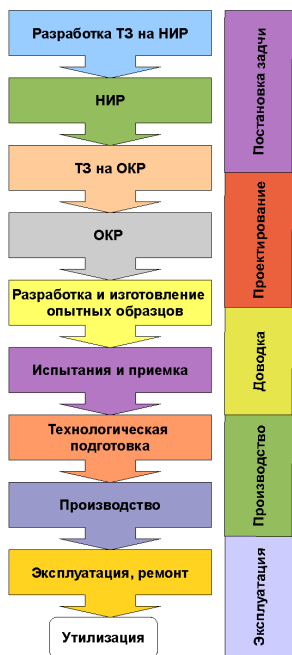 Разработка ТЗ на НИР
НИР
ТЗ на ОКР
ОКР
Разработка и изготовление
опытных образцов
Испытания и приемка
Технологическая
подготовка
Производство
Эксплуатация, ремонт
Утилизация
Постановка задчи
Проектирование
Доводка
Производство
Эксплуатация